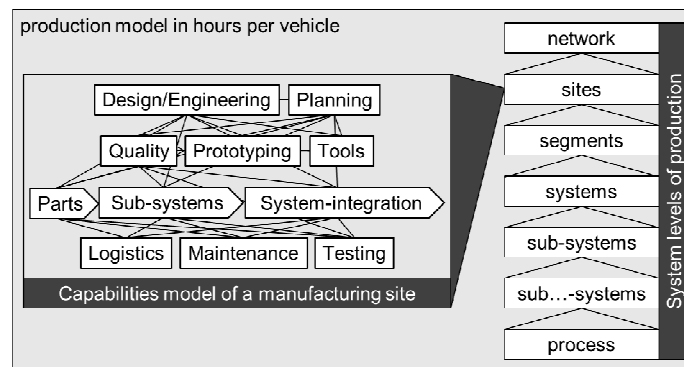 production model in hours per vehicle
Design/Engineering Planning
Quality Prototyping Tools
Parts Sub-systems System-integration
Logistics Maintenance Testing
Capabilities model of a manufacturing site
network
sites
segments
systems
sub-systems
sub...-systems
process
System levels of production